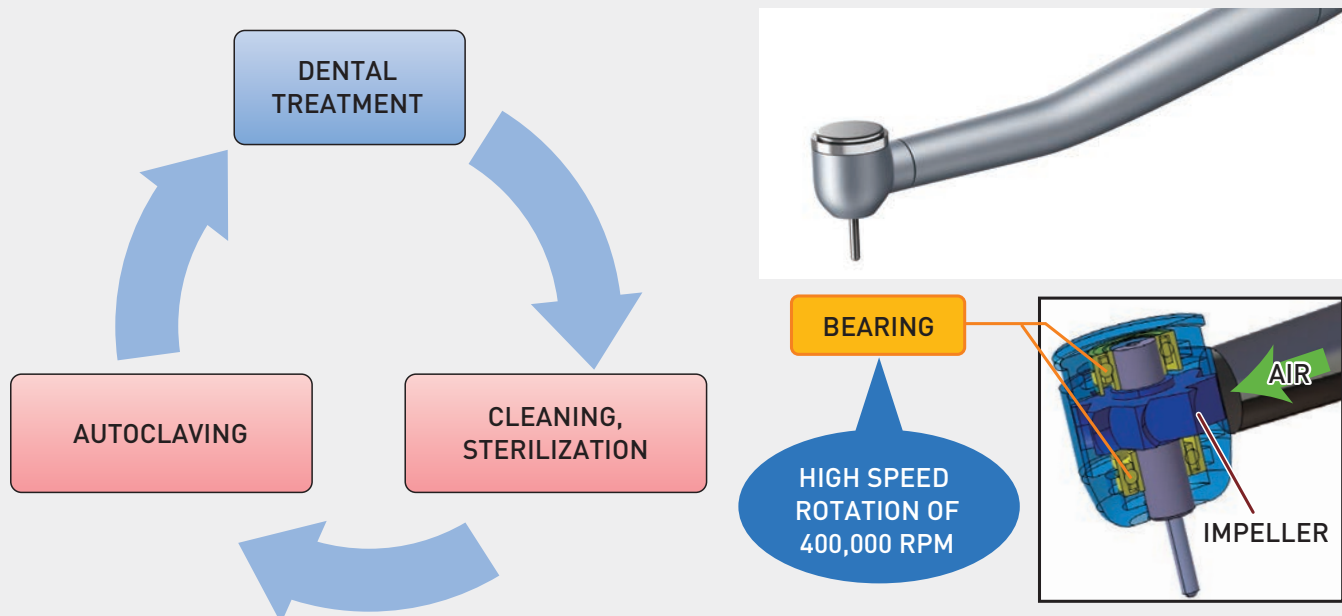 DENTAL
TREATMENT
AUTOCLAVING
CLEANING,
STERILIZATION
BEARING
HIGH SPEED
ROTATION OF
400,000 RPM
AIR
IMPELLER